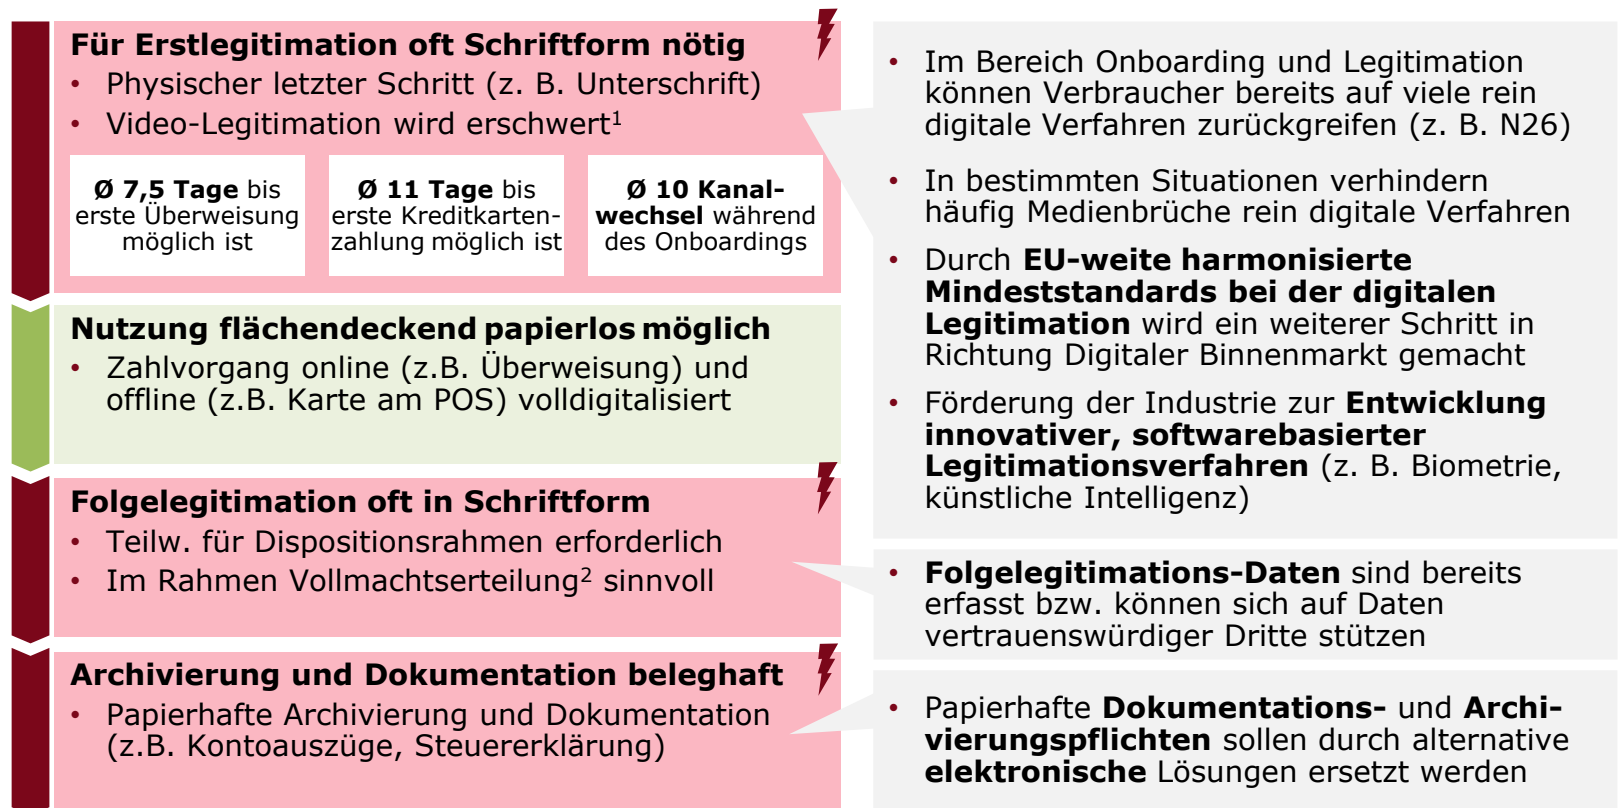 Für Erstlegitimation oft Schriftform nötig
• Physischer letzter Schritt (z. B. Unterschrift)
• Video-Legitimation wird erschwert¹
Ø 7,5 Tage bis
erste Überweisung
möglich ist
Ø 11 Tage bis
erste Kreditkarten-
zahlung möglich ist
Ø 10 Kanal-
wechsel während
des Onboardings
Nutzung flächendeckend papierlos möglich
• Zahlvorgang online (z.B. Überweisung) und
offline (z.B. Karte am POS) volldigitalisiert
Folgelegitimation oft in Schriftform
• Teilw. für Dispositionsrahmen erforderlich
• Im Rahmen Vollmachtserteilung² sinnvoll
Archivierung und Dokumentation beleghaft
• Papierhafte Archivierung und Dokumentation
(z.B. Kontoauszüge, Steuererklärung)
• Im Bereich Onboarding und Legitimation
können Verbraucher bereits auf viele rein
digitale Verfahren zurückgreifen (z. B. N26)
• In bestimmten Situationen verhindern
häufig Medienbrüche rein digitale Verfahren
• Durch EU-weite harmonisierte
Mindeststandards bei der digitalen
Legitimation wird ein weiterer Schritt in
Richtung Digitaler Binnenmarkt gemacht
• Förderung der Industrie zur Entwicklung
innovativer, softwarebasierter
Legitimationsverfahren (z. B. Biometrie,
künstliche Intelligenz)
• Folgelegitimations-Daten sind bereits
erfasst bzw. können sich auf Daten
vertrauenswürdiger Dritte stützen
• Papierhafte Dokumentations- und Archi-
vierungspflichten sollen durch alternative
elektronische Lösungen ersetzt werden